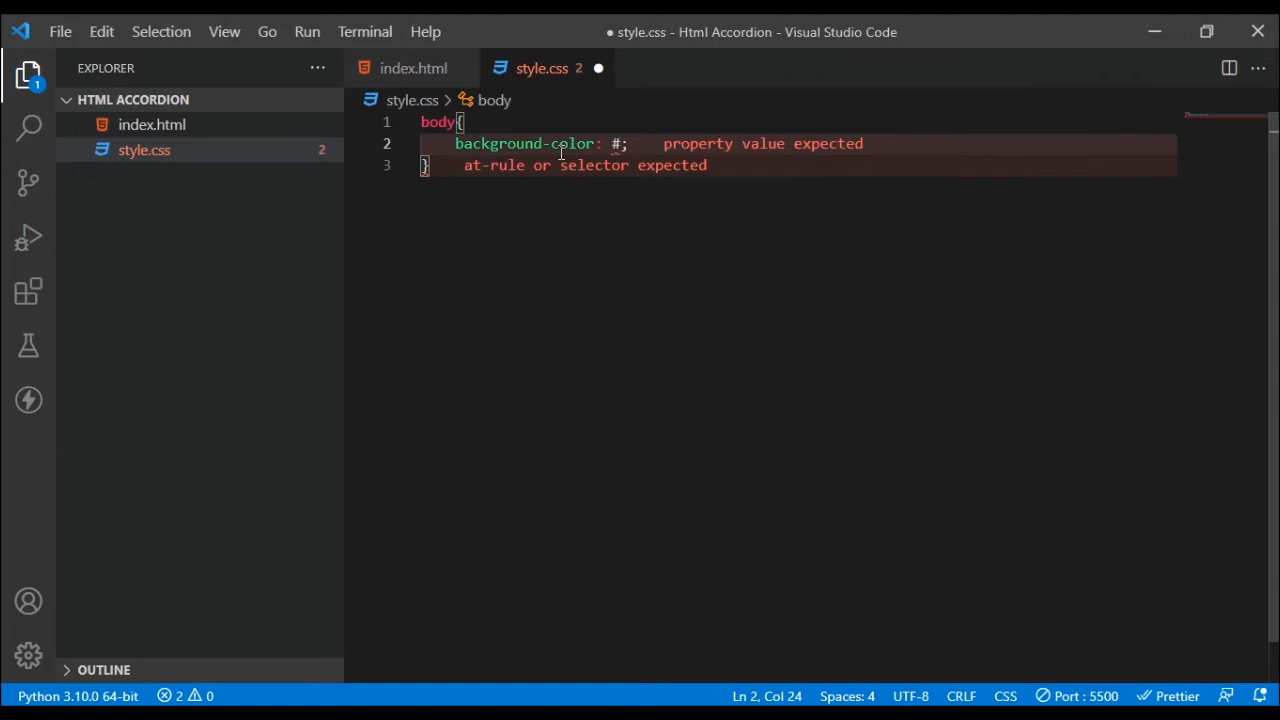 File Edit Selection View Go Run Terminal Help
● style.css - Html Accordion - Visual Studio Code
EXPLORER
index.html
style.css 2
HTML ACCORDION
style.css > body
index.html
style.css 2
1
1 body{
2 background-color: #; property value expected
3 } at-rule or selector expected
OUTLINE
Python 3.10.0 64-bit 2 0
Ln 2, Col 24 Spaces: 4 UTF-8 CRLF CSS Port : 5500 Prettier